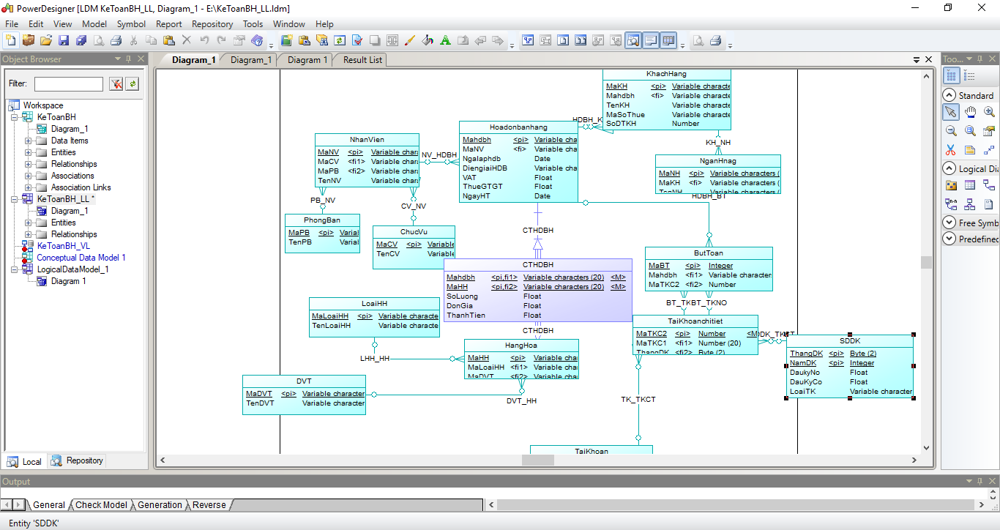 PowerDesigner [LDM KeToanBH_LL, Diagram_1 - E:\KeToanBH_LL.ldm]
File Edit View Model Symbol Report Repository Tools Window Help
Object Browser
Filter:
Workspace
KeToanBH
Diagram_1
Data Items
Entities
Relationships
Associations
Association Links
KeToanBH_LL *
Diagram_1
Entities
Relationships
KeToanBH_VL
Conceptual Data Model 1
LogicalDataModel_1
Diagram 1
Local Repository
Diagram_1 Diagram_1 Diagram 1 Result List
KhachHang
MaKH <pi> Variable characte
Mahdbh <fi> Variable characte
TenKH Variable characte
MaSoThue Variable characte
SoDTKH Number
HDBH_K
Hoadonbanhang
Mahdbh <pi> Variable cha
MaNV <fi> Variable cha
Ngalaphdb Date
DiengiaiHDB Variable cha
VAT Float
ThueGTGT Float
NgayHT Date
NhanVien
MaNV <pi> Variable chara
MaCV <fi1> Variable chara
MaPB <fi2> Variable chara
TenNV Variable chara
NV_HDBH
KH_NH
NganHnag
MaNH <pi> Variable characters (
MaKH <fi> Variable characters (
TenNH Variable characters (
HDBH_BT
PB_NV
CV_NV
PhongBan
MaPB <pi> Varial
TenPB Varial
ChucVu
MaCV <pi> Variable
TenCV Variable
CTHDBH
CTHDBH
Mahdbh <pi,fi1> Variable characters (20) <M>
MaHH <pi,fi2> Variable characters (20) <M>
SoLuong Float
DonGia Float
ThanhTien Float
CTHDBH
ButToan
MaBT <pi> Integer
Mahdbh <fi1> Variable characters
MaTKC2 <fi2> Number
BT_TKBT_TKNO
LoaiHH
MaLoaiHH <pi> Variable characte
TenLoaiHH Variable characte
LHH_HH
TaiKhoanchitiet
MaTKC2 <pi> Number <M
MaTKC1 <fi1> Number (20)
ThangDK <fi2> Byte (2)
SDDK
ThangDK <pi> Byte (2)
NamDK <pi> Integer
DaukyNo Float
DauKyCo Float
LoaiTK Variable character
HangHoa
MaHH <pi> Variable cha
MaLoaiHH <fi1> Variable cha
MaDVT <fi2> Variable cha
DVT
MaDVT <pi> Variable character
TenDVT Variable character
DVT_HH
TK_TKCT
TaiKhoan
Too...
Standard
Logical Dia
Free Symb
Predefined
Output
General Check Model Generation Reverse
Entity 'SDDK'